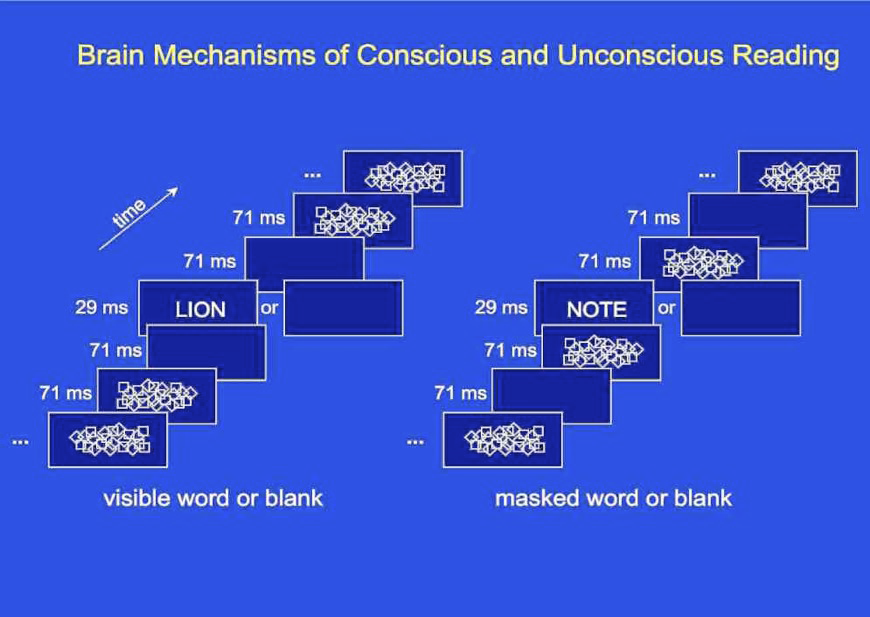 Brain Mechanisms of Conscious and Unconscious Reading
time
...
71 ms
71 ms
29 ms LION or
71 ms
71 ms
...
visible word or blank
...
71 ms
71 ms
29 ms NOTE or
71 ms
71 ms
...
masked word or blank